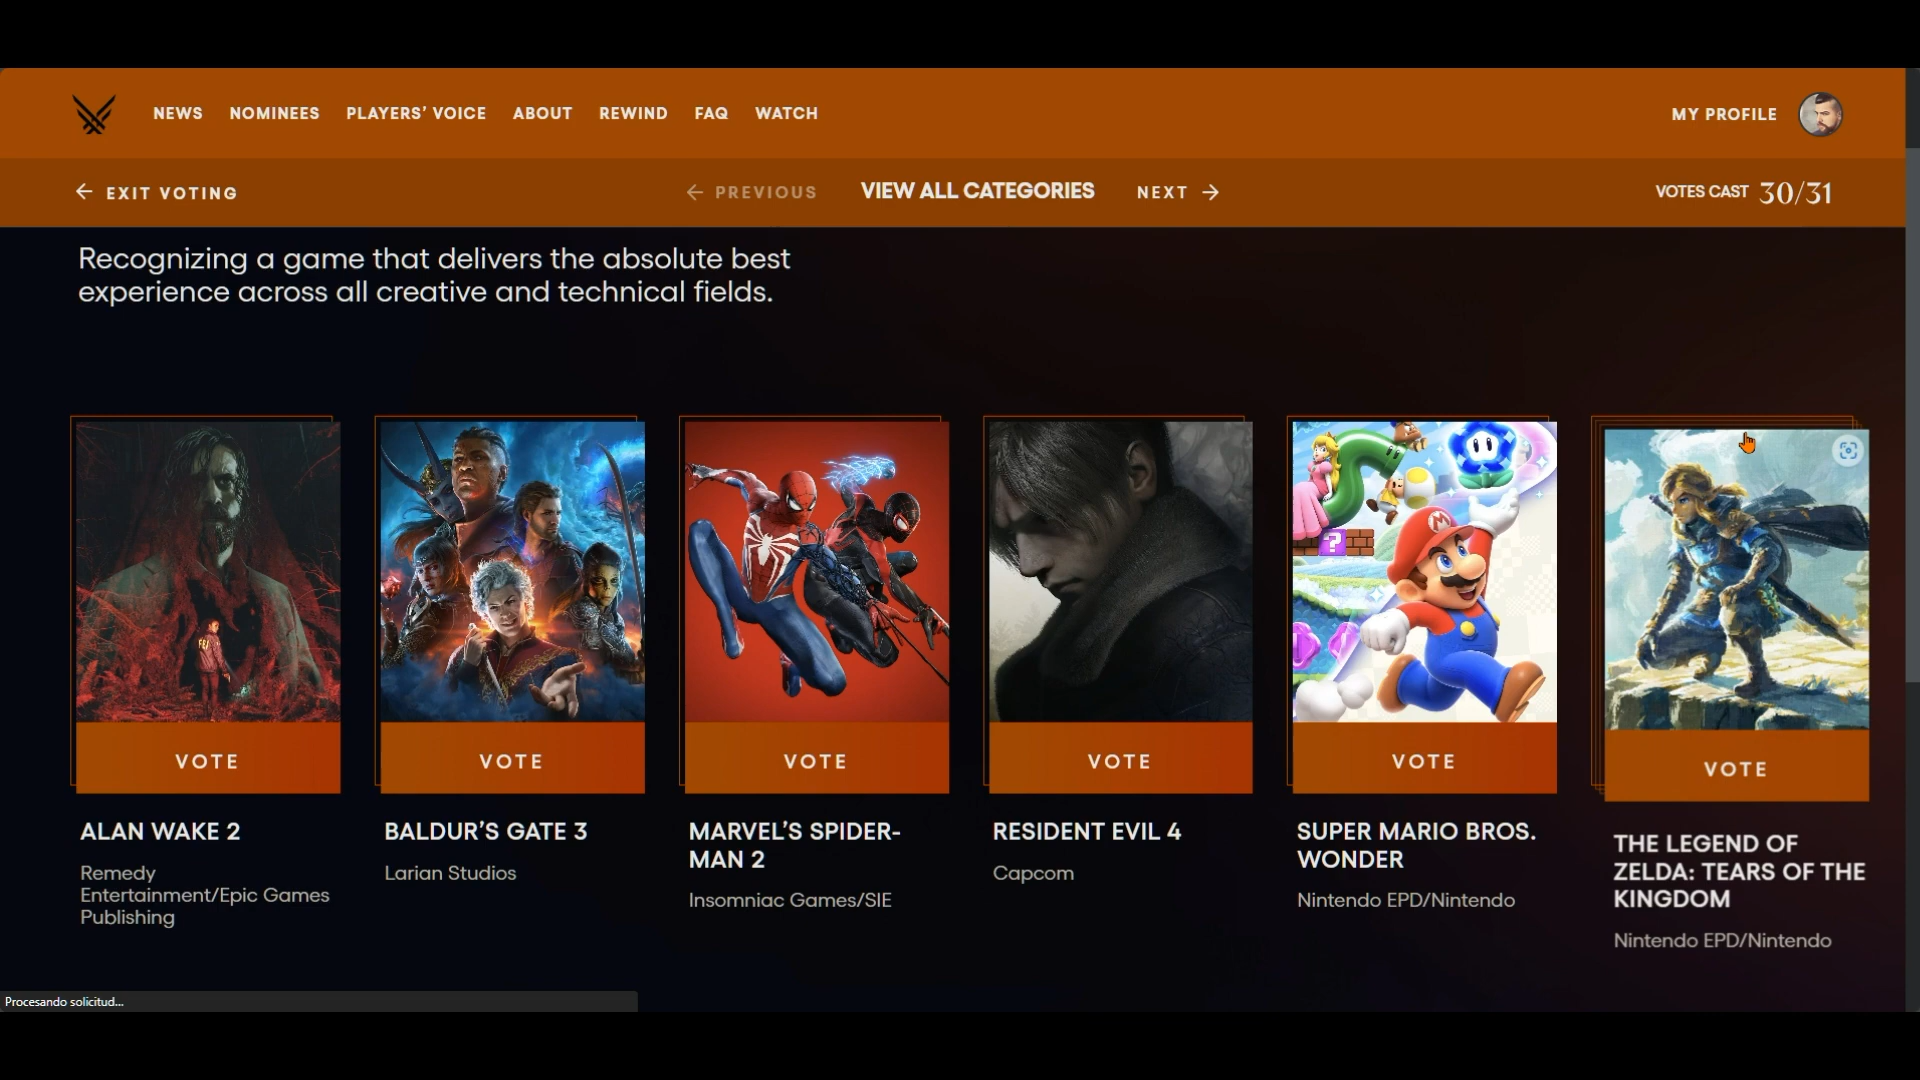 NEWS NOMINEES PLAYERS’ VOICE ABOUT REWIND FAQ WATCH
MY PROFILE
EXIT VOTING
PREVIOUS
VIEW ALL CATEGORIES
NEXT
VOTES CAST 30/31
Recognizing a game that delivers the absolute best
experience across all creative and technical fields.
FBI
VOTE
ALAN WAKE 2
Remedy
Entertainment/Epic Games
Publishing
VOTE
BALDUR’S GATE 3
Larian Studios
VOTE
MARVEL’S SPIDER-
MAN 2
Insomniac Games/SIE
VOTE
RESIDENT EVIL 4
Capcom
?
M
VOTE
SUPER MARIO BROS.
WONDER
Nintendo EPD/Nintendo
VOTE
THE LEGEND OF
ZELDA: TEARS OF THE
KINGDOM
Nintendo EPD/Nintendo
Procesando solicitud...